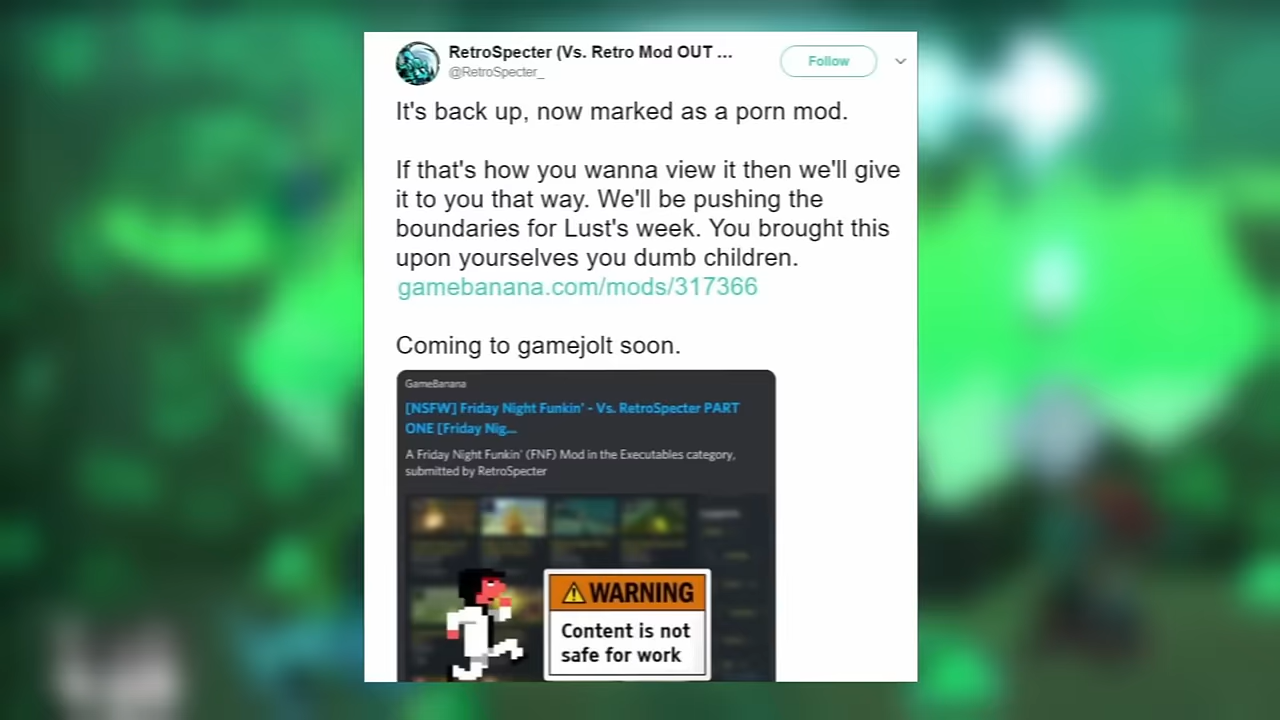 RetroSpecter (Vs. Retro Mod OUT ...
@RetroSpecter_
Follow
It's back up, now marked as a porn mod.
If that's how you wanna view it then we'll give
it to you that way. We'll be pushing the
boundaries for Lust's week. You brought this
upon yourselves you dumb children.
gamebanana.com/mods/317366
Coming to gamejolt soon.
GameBanana
[NSFW] Friday Night Funkin' - Vs. RetroSpecter PART
ONE [Friday Nig...
A Friday Night Funkin' (FNF) Mod in the Executables category,
submitted by RetroSpecter
WARNING
Content is not
safe for work